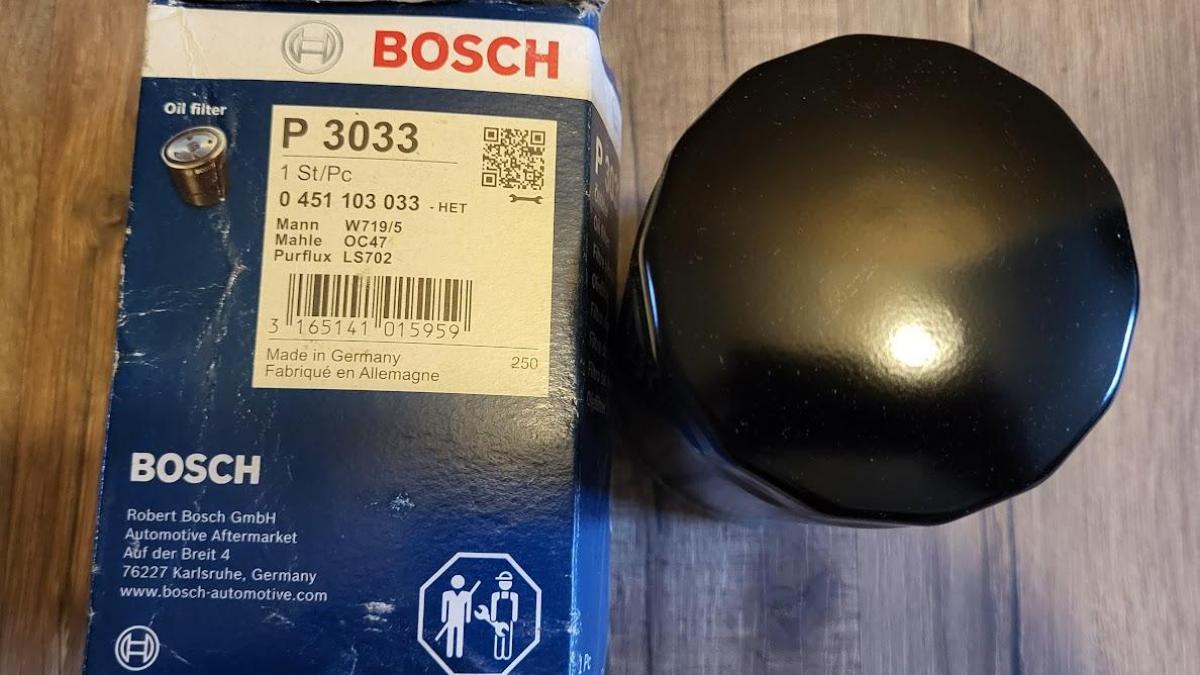 BOSCH
Oil filter
P 3033
1 St/Pc
0 451 103 033 - HET
Mann W719/5
Mahle OC47
Purflux LS702
3 165141 015959
Made in Germany
Fabriqué en Allemagne
250
BOSCH
Robert Bosch GmbH
Automotive Aftermarket
Auf der Breit 4
76227 Karlsruhe, Germany
www.bosch-automotive.com